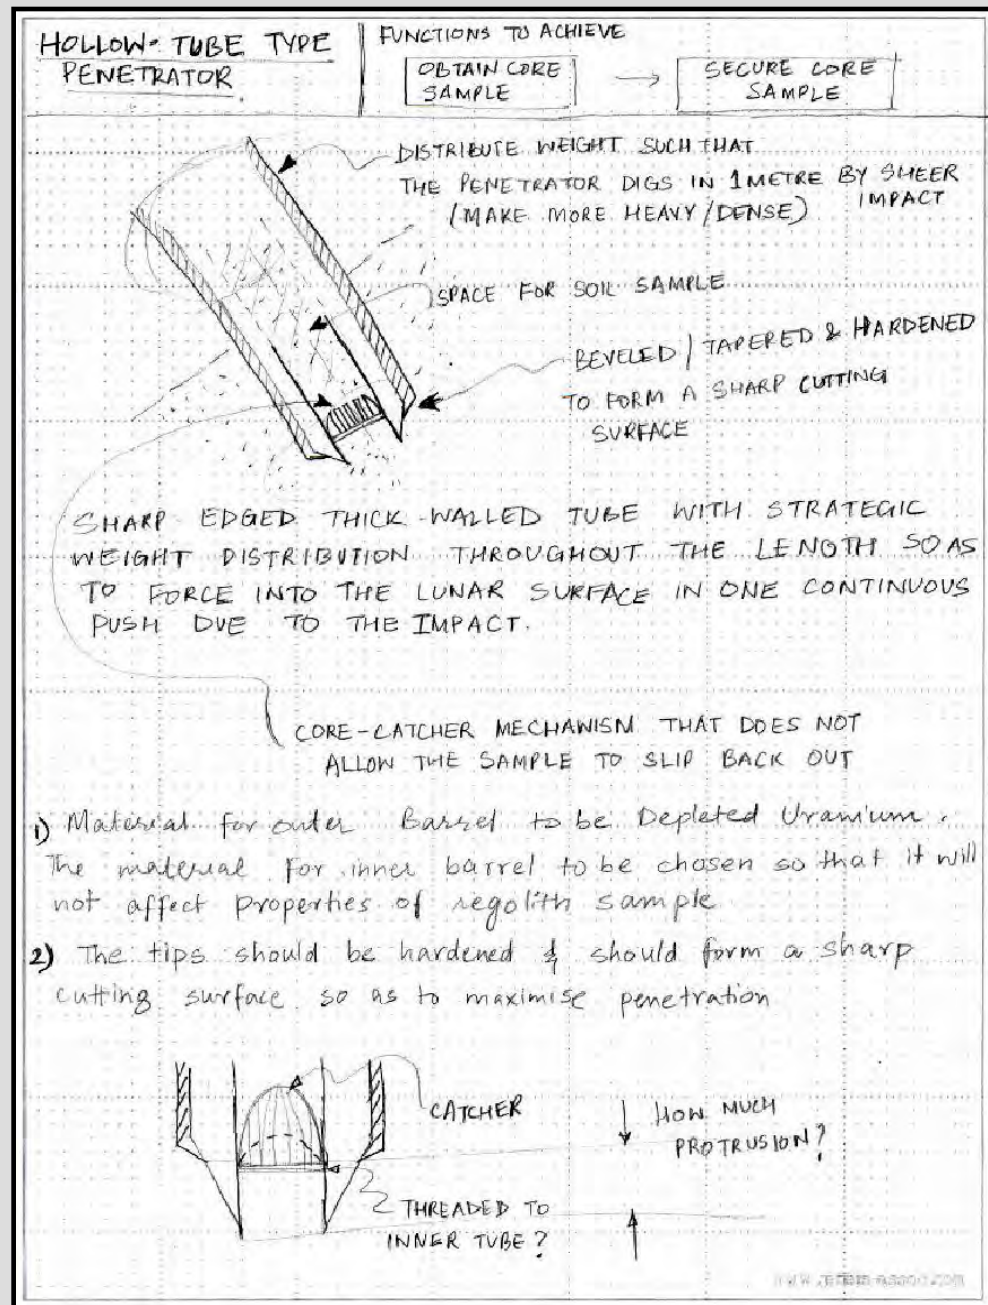 HOLLOW-TUBE TYPE
PENETRATOR
FUNCTIONS TO ACHIEVE
OBTAIN CORE
SAMPLE
SECURE CORE
SAMPLE
DISTRIBUTE WEIGHT SUCH THAT
THE PENETRATOR DIGS IN 1 METRE BY SHEER
IMPACT
(MAKE MORE HEAVY/DENSE)
SPACE FOR SOIL SAMPLE
BEVELED / TAPERED & HARDENED
TO FORM A SHARP CUTTING
SURFACE
SHARP EDGED THICK-WALLED TUBE WITH STRATEGIC
WEIGHT DISTRIBUTION THROUGHOUT THE LENGTH SO AS
TO FORCE INTO THE LUNAR SURFACE IN ONE CONTINUOUS
PUSH DUE TO THE IMPACT.
CORE-CATCHER MECHANISM THAT DOES NOT
ALLOW THE SAMPLE TO SLIP BACK OUT
1) Material for outer Barrel to be Depleted Uranium.
The material for inner barrel to be chosen so that it will
not affect properties of regolith sample
2) The tips should be hardened & should form a sharp
cutting surface so as to maximise penetration
CATCHER
HOW MUCH
PROTRUSION?
THREADED TO
INNER TUBE?